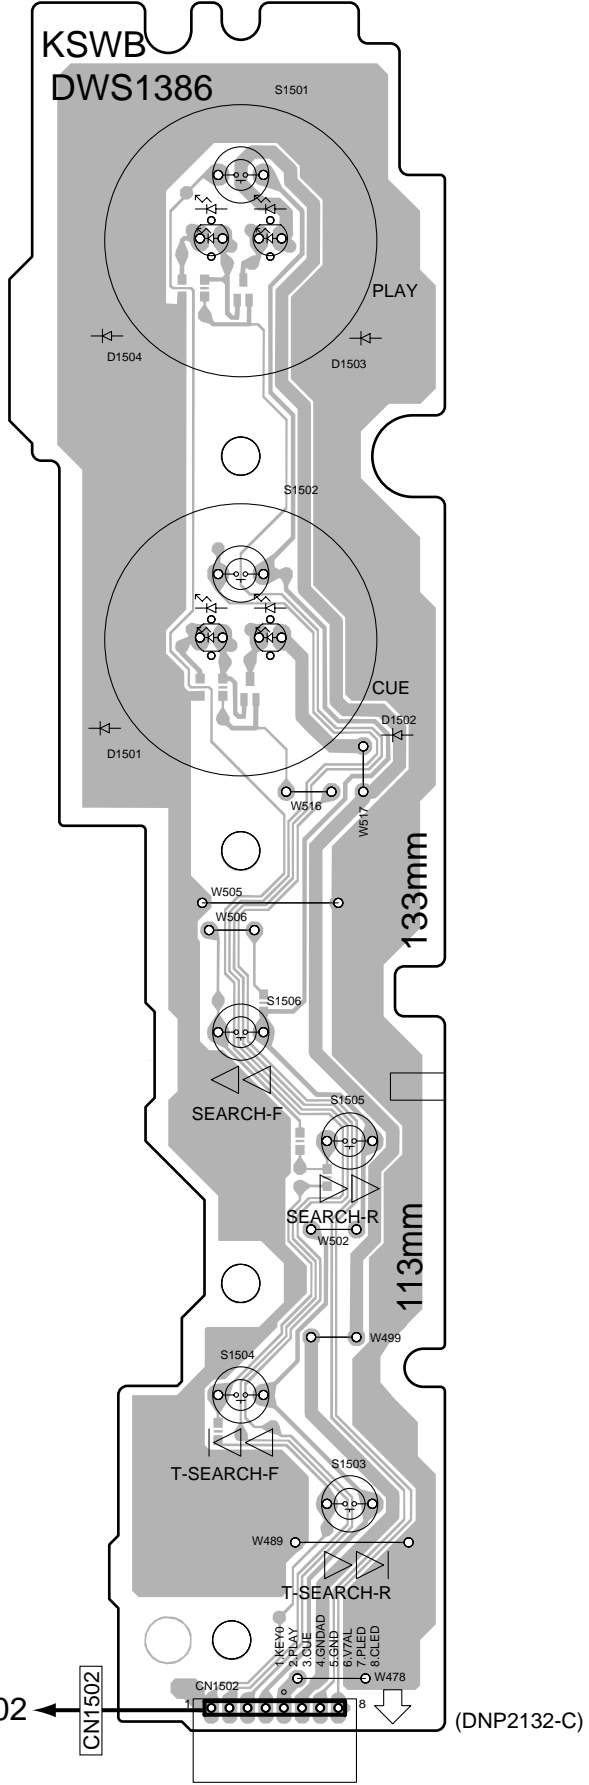 KSWB
DWS1386
S1501
PLAY
D1504
D1503
S1502
CUE
D1502
D1501
W516
W517
133mm
W505
W506
S1506
SEARCH-F
S1505
SEARCH-R
W502
113mm
W499
S1504
T-SEARCH-F
S1503
W489
T-SEARCH-R
1.KEY0
2.PLAY
3.CUE
4.GNDAD
5.GND
6.V7AL
7.PLED
8.CLED
W478
CN1502
1
8
02
CN1502
(DNP2132-C)